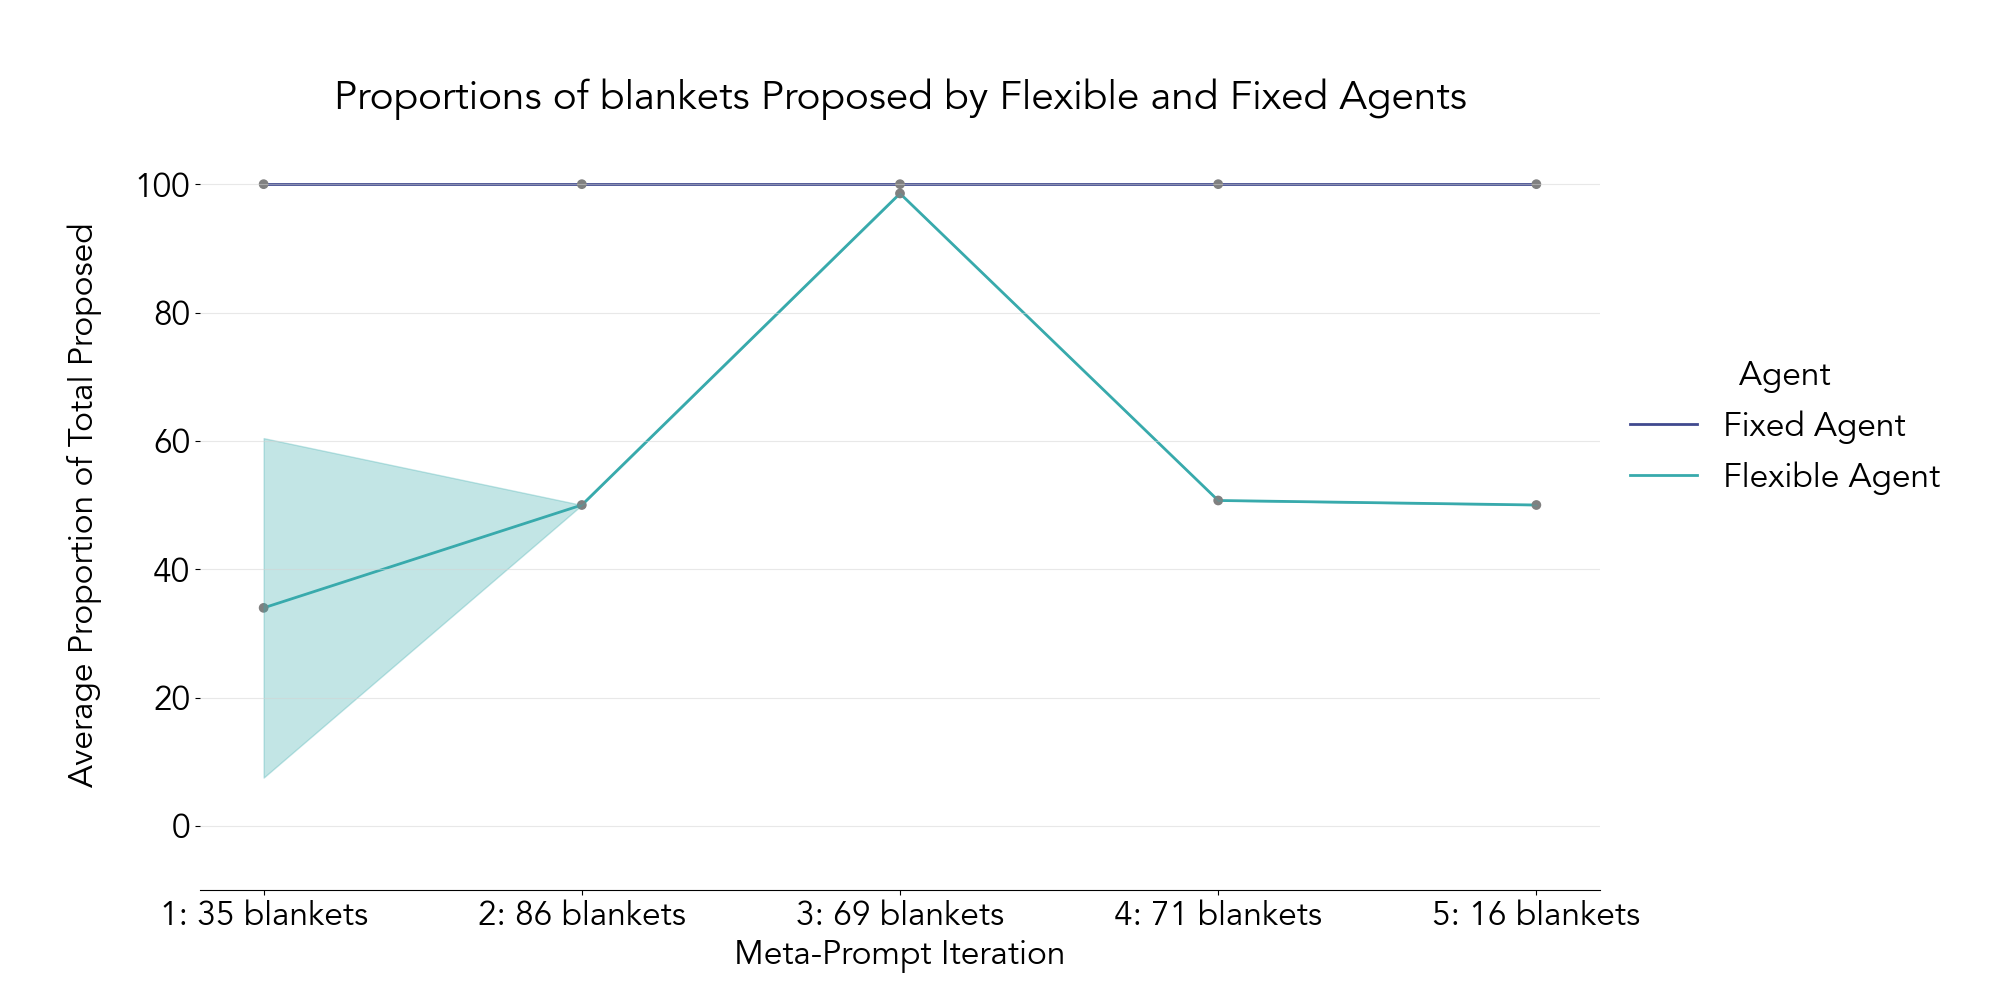 Proportions of blankets Proposed by Flexible and Fixed Agents
Average Proportion of Total Proposed
100
80
60
40
20
0
1: 35 blankets
2: 86 blankets
3: 69 blankets
4: 71 blankets
5: 16 blankets
Meta-Prompt Iteration
Agent
Fixed Agent
Flexible Agent